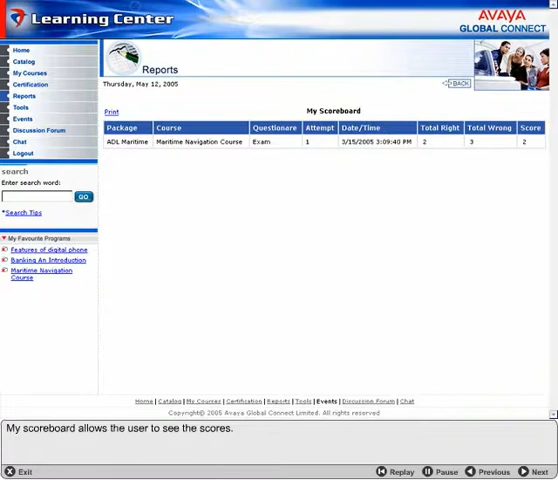 Learning Center
AVAYA
GLOBAL CONNECT
Home
Catalog
My Courses
Certification
Reports
Tools
Events
Discussion Forum
Chat
Logout
Reports
Thursday, May 12, 2005
BACK
Print
My Scoreboard
Package Course Questionare Attempt Date/Time Total Right Total Wrong Score
ADL Maritime Maritime Navigation Course Exam 1 3/15/2005 3:09:40 PM 2 3 2
search
Enter search word:
GO
*Search Tips
My Favourite Programs
Features of digital phone
Banking An Introduction
Maritime Navigation
Course
Home | Catalog | My Courses | Certification | Reports | Tools | Events | Discussion Forum | Chat
Copyright© 2005 Avaya Global Connect Limited. All rights reserved
My scoreboard allows the user to see the scores.
Exit Replay Pause Previous Next